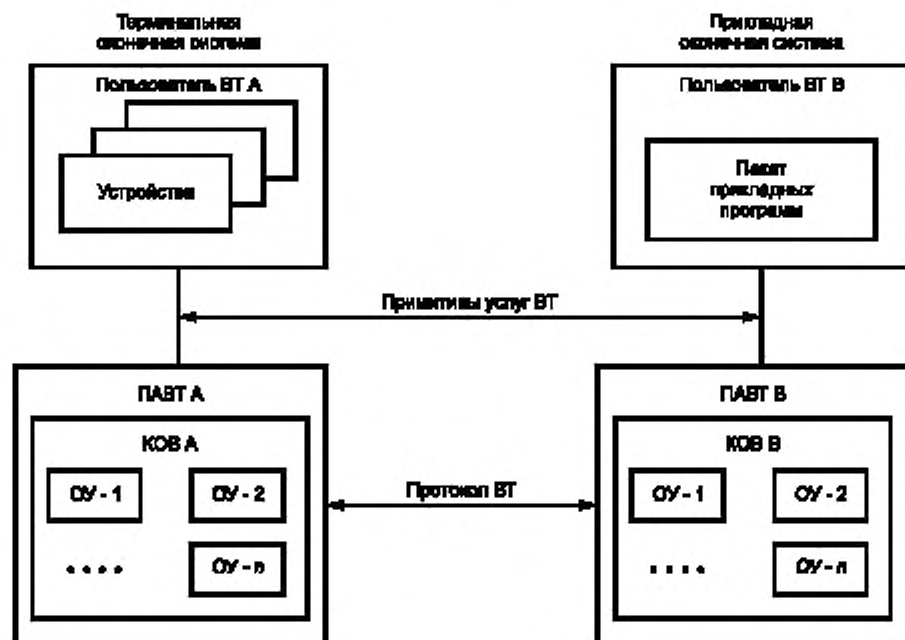 Терминальная
оконечная система
Прикладная
оконечная система
Пользователь ВТ А
Пользователь ВТ В
Устройства
Пакет
прикладных
программ
Примитивы услуг ВТ
ПАВТ А
ПАВТ В
КОВ А
КОВ В
ОУ - 1
ОУ - 2
ОУ - 1
ОУ - 2
Протокол ВТ
• • • •
ОУ - n
• • • •
ОУ - n